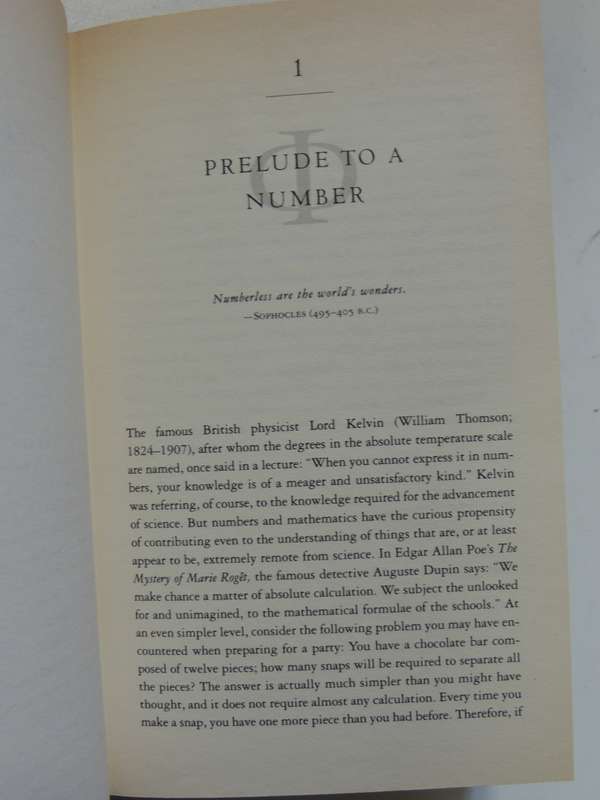 1
Φ
PRELUDE TO A
NUMBER
Numberless are the world's wonders.
—SOPHOCLES (495–405 B.C.)
The famous British physicist Lord Kelvin (William Thomson;
1824–1907), after whom the degrees in the absolute temperature scale
are named, once said in a lecture: "When you cannot express it in num-
bers, your knowledge is of a meager and unsatisfactory kind." Kelvin
was referring, of course, to the knowledge required for the advancement
of science. But numbers and mathematics have the curious propensity
of contributing even to the understanding of things that are, or at least
appear to be, extremely remote from science. In Edgar Allan Poe's The
Mystery of Marie Rogêt, the famous detective Auguste Dupin says: "We
make chance a matter of absolute calculation. We subject the unlooked
for and unimagined, to the mathematical formulae of the schools." At
an even simpler level, consider the following problem you may have en-
countered when preparing for a party: You have a chocolate bar com-
posed of twelve pieces; how many snaps will be required to separate all
the pieces? The answer is actually much simpler than you might have
thought, and it does not require almost any calculation. Every time you
make a snap, you have one more piece than you had before. Therefore, if